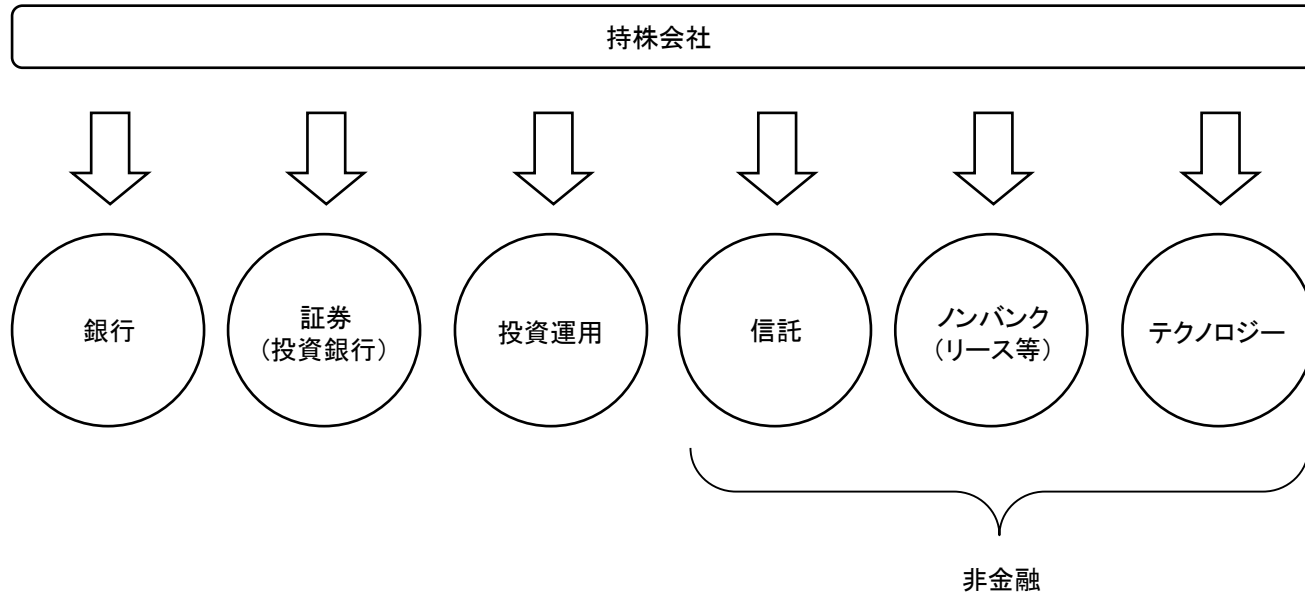 持株会社
銀行
証券
（投資銀行）
投資運用
信託
ノンバンク
（リース等）
テクノロジー
非金融